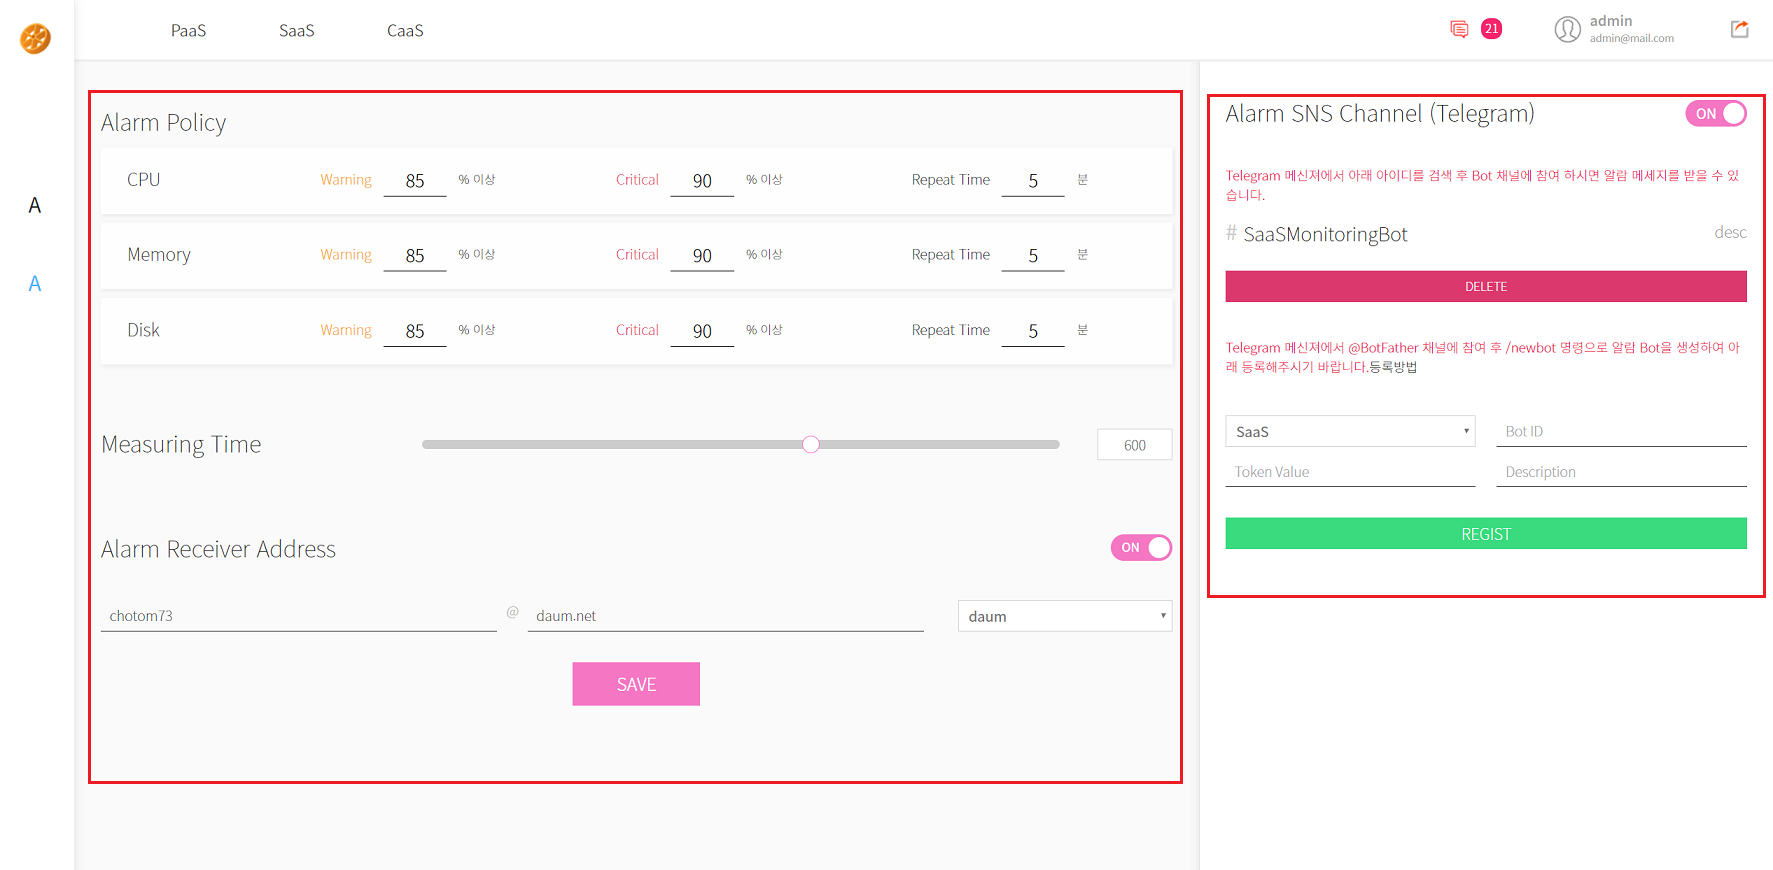 PaaS SaaS CaaS 21 admin
admin@mail.com
A
A
Alarm Policy
CPU Warning 85 % 이상 Critical 90 % 이상 Repeat Time 5 분
Memory Warning 85 % 이상 Critical 90 % 이상 Repeat Time 5 분
Disk Warning 85 % 이상 Critical 90 % 이상 Repeat Time 5 분
Measuring Time 600
Alarm Receiver Address ON
chotom73 @ daum.net daum
SAVE
Alarm SNS Channel (Telegram) ON
Telegram 메신져에서 아래 아이디를 검색 후 Bot 채널에 참여 하시면 알람 메세지를 받을 수 있
습니다.
# SaaSMonitoringBot desc
DELETE
Telegram 메신져에서 @BotFather 채널에 참여 후 /newbot 명령으로 알람 Bot을 생성하여 아
래 등록해주시기 바랍니다.등록방법
SaaS Bot ID
Token Value Description
REGIST